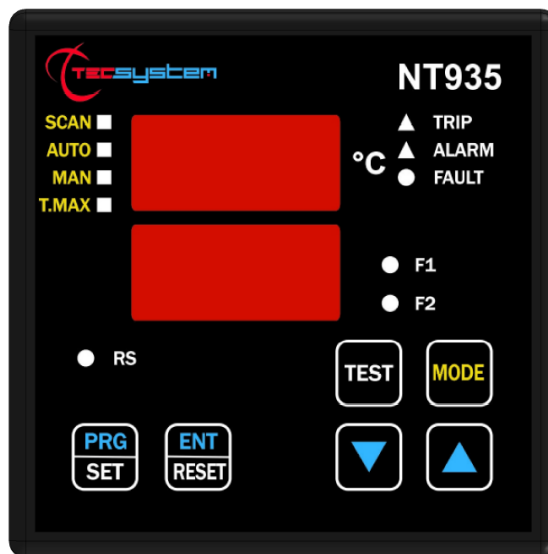 TECSYSTEM
NT935
SCAN
AUTO
MAN
T.MAX
°C
TRIP
ALARM
FAULT
F1
F2
RS
TEST
MODE
PRG
SET
ENT
RESET